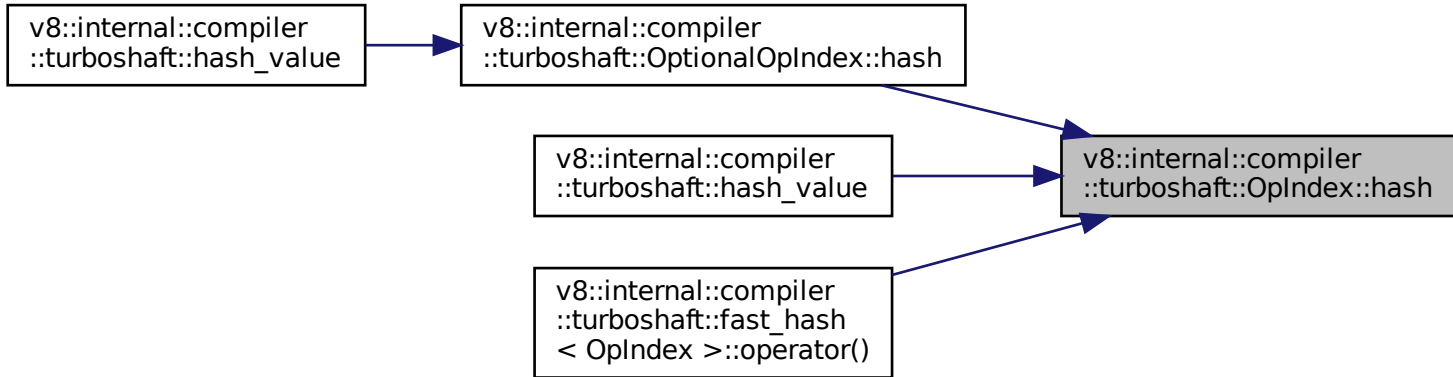 v8::internal::compiler
::turboshaft::hash_value
v8::internal::compiler
::turboshaft::OptionalOpIndex::hash
v8::internal::compiler
::turboshaft::hash_value
v8::internal::compiler
::turboshaft::OpIndex::hash
v8::internal::compiler
::turboshaft::fast_hash
< OpIndex >::operator()